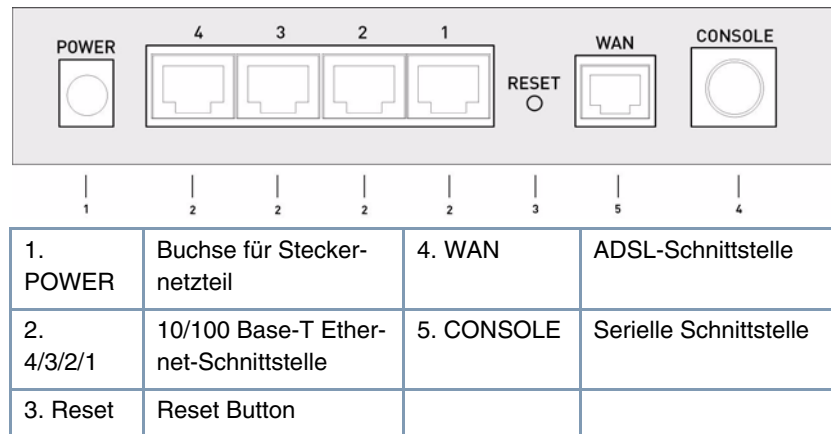 POWER
4 3 2 1
RESET
WAN
CONSOLE
1 2 2 2 2 3 5 4
1.
POWER
Buchse für Stecker-
netzteil
4. WAN
ADSL-Schnittstelle
2.
4/3/2/1
10/100 Base-T Ether-
net-Schnittstelle
5. CONSOLE
Serielle Schnittstelle
3. Reset
Reset Button